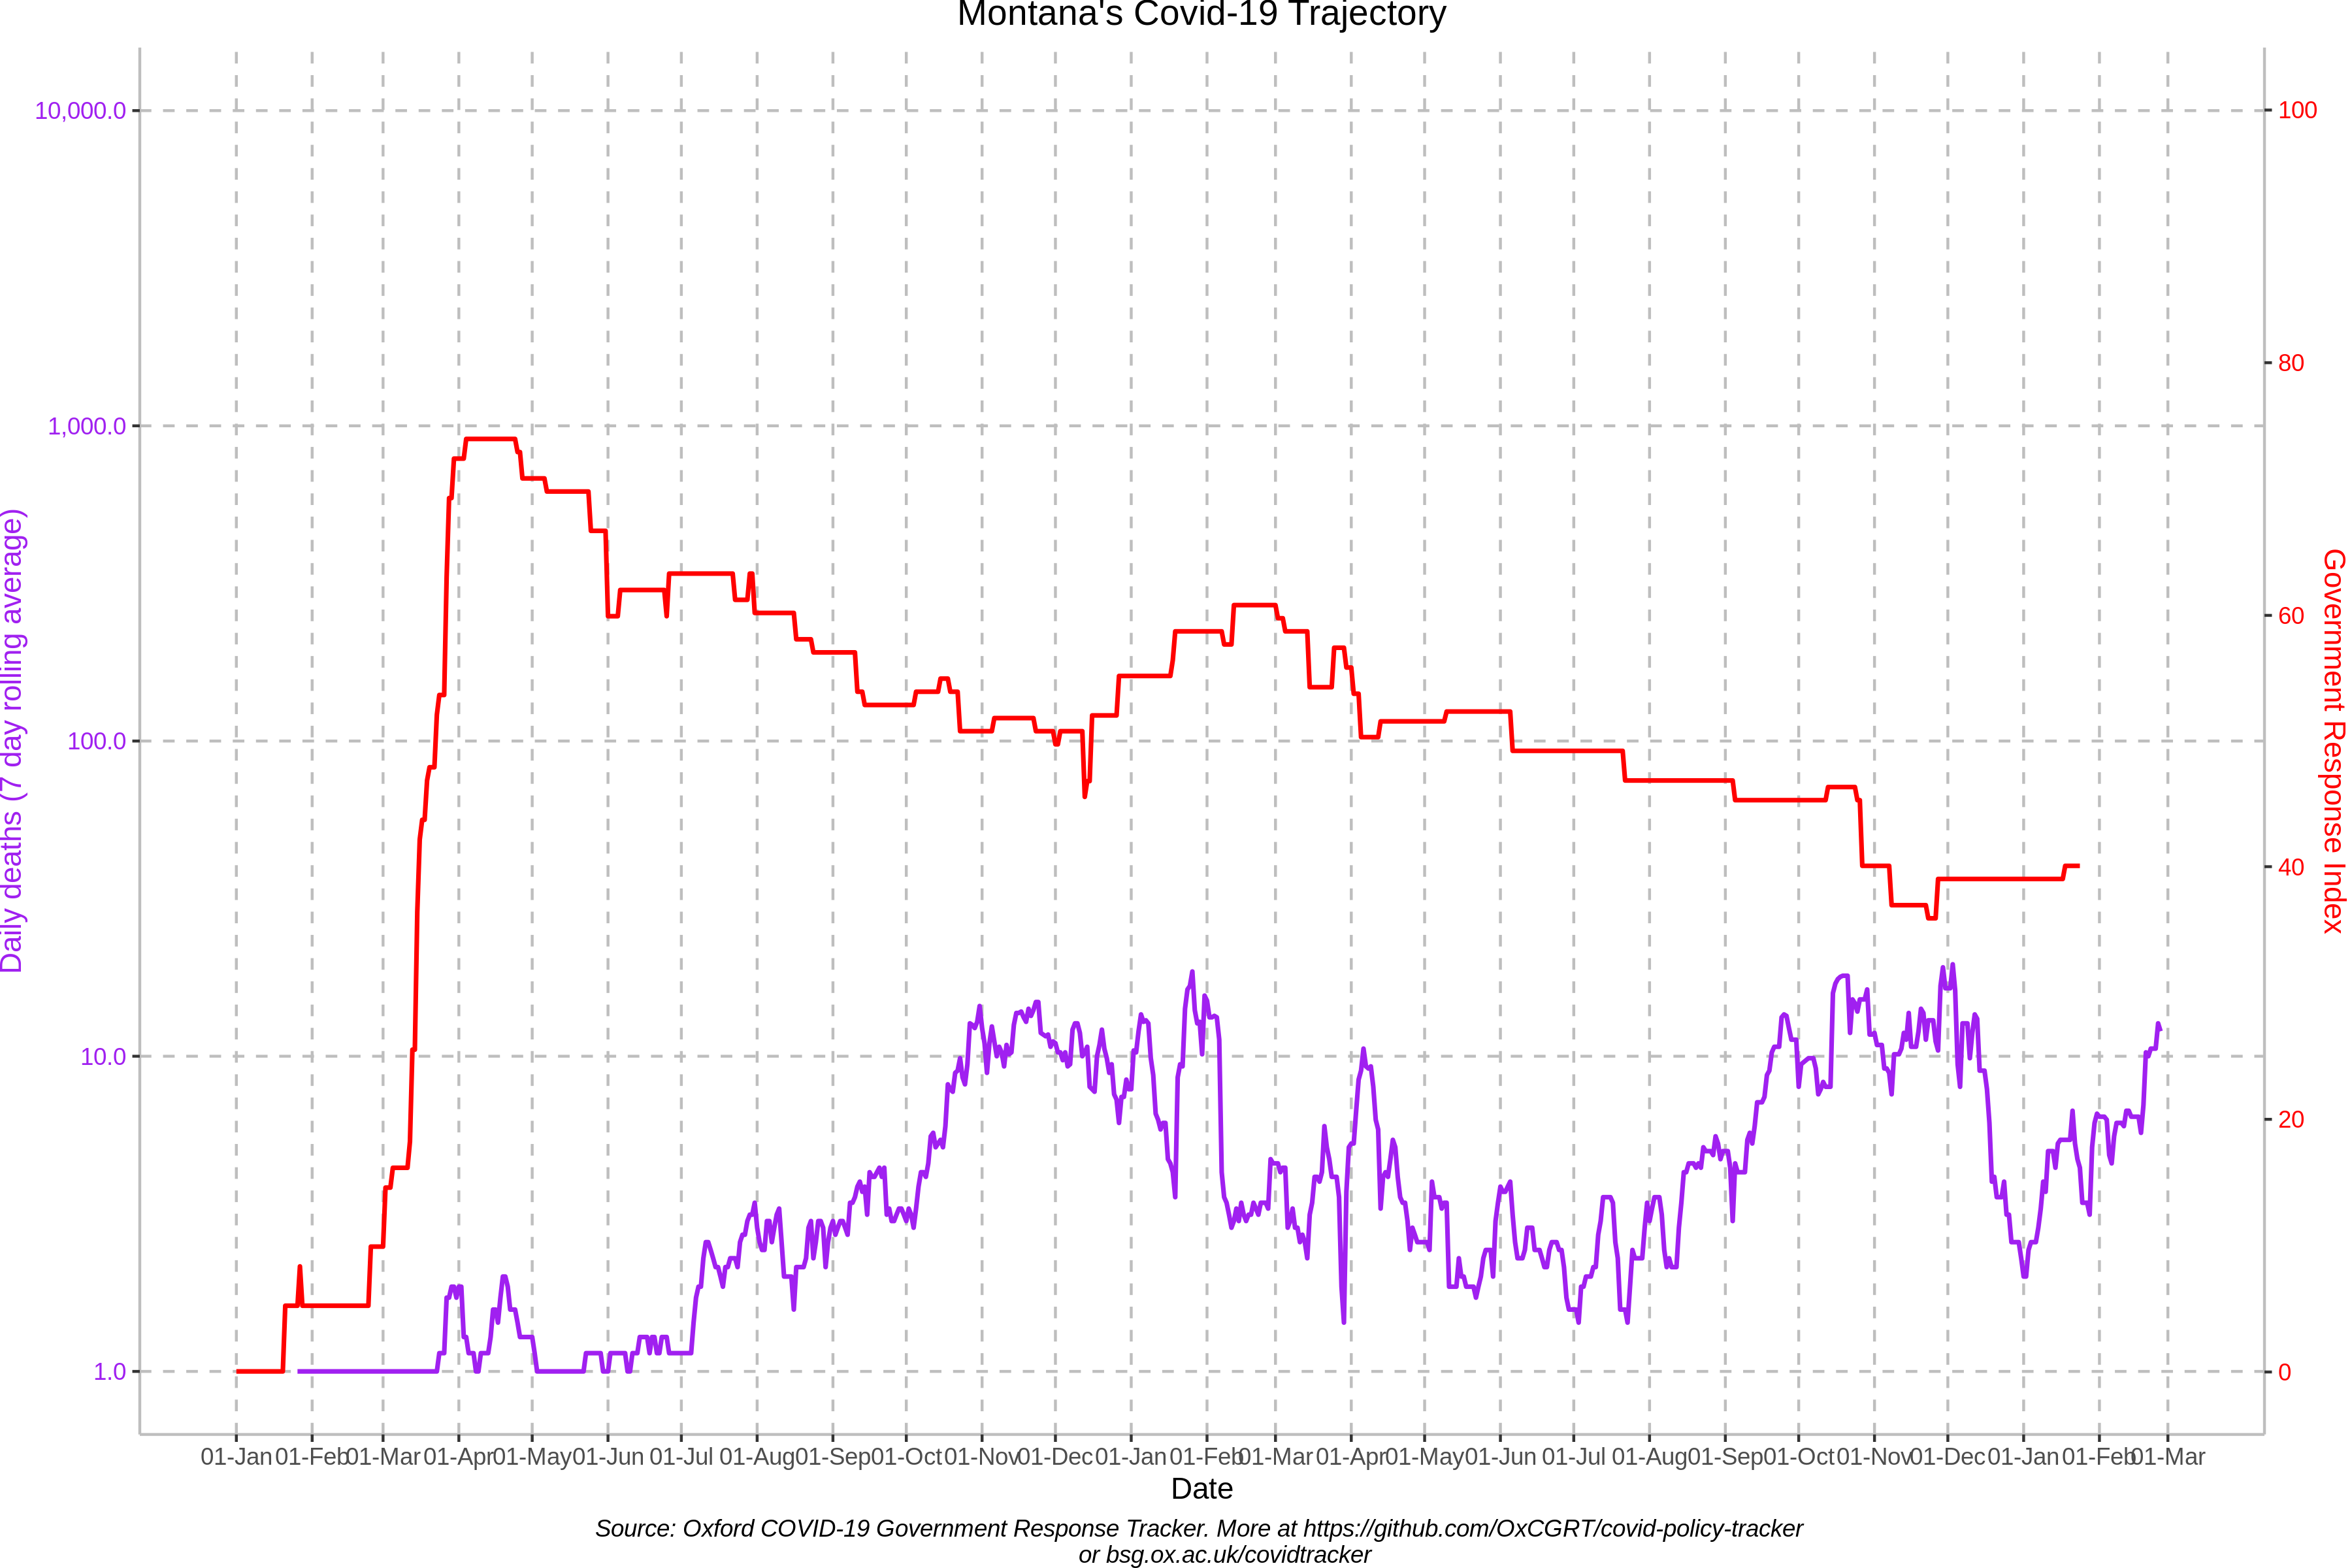 Montana's Covid-19 Trajectory
10,000.0
1,000.0
100.0
10.0
1.0
Daily deaths (7 day rolling average)
100
80
60
40
20
0
Government Response Index
01-Jan 01-Feb 01-Mar 01-Apr 01-May 01-Jun 01-Jul 01-Aug 01-Sep 01-Oct 01-Nov 01-Dec 01-Jan 01-Feb 01-Mar 01-Apr 01-May 01-Jun 01-Jul 01-Aug 01-Sep 01-Oct 01-Nov 01-Dec 01-Jan 01-Feb 01-Mar
Date
Source: Oxford COVID-19 Government Response Tracker. More at https://github.com/OxCGRT/covid-policy-tracker
or bsg.ox.ac.uk/covidtracker